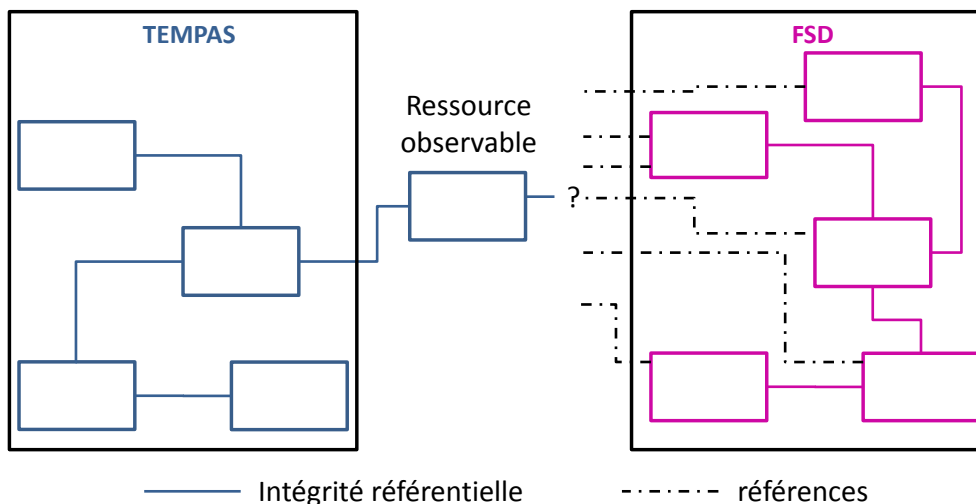 TEMPAS
FSD
Ressource
observable
?
Intégrité référentielle
références